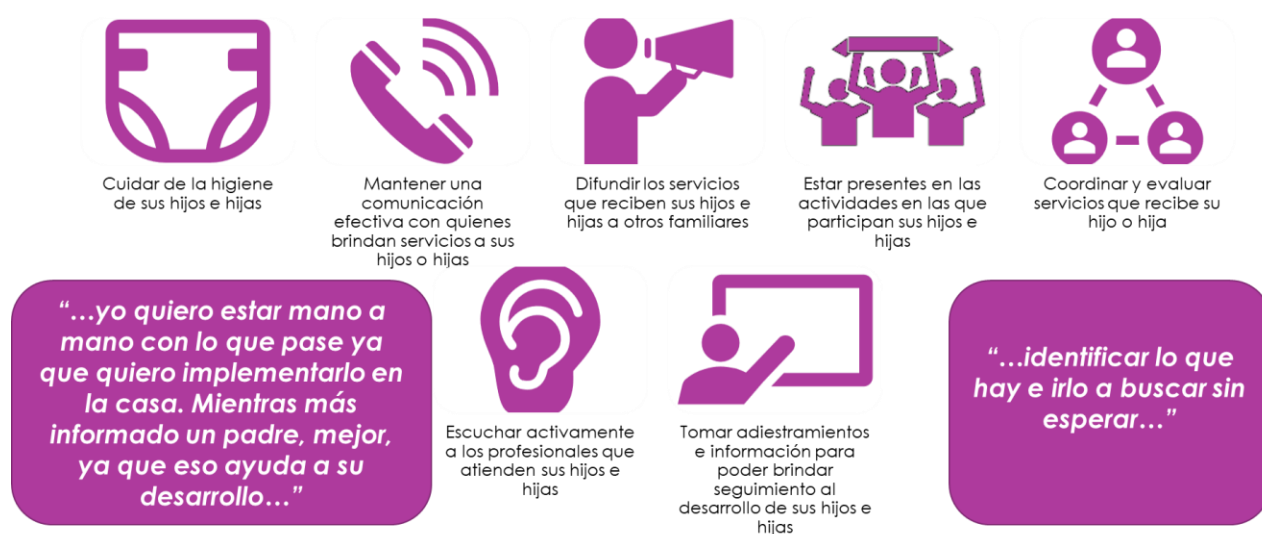 Cuidar de la higiene
de sus hijos e hijas
Mantener una
comunicación
efectiva con quienes
brindan servicios a sus
hijos o hijas
Difundir los servicios
que reciben sus hijos e
hijas a otros familiares
Estar presentes en las
actividades en las que
participan sus hijos e
hijas
Coordinar y evaluar
servicios que recibe su
hijo o hija
“…yo quiero estar mano a
mano con lo que pase ya
que quiero implementarlo en
la casa. Mientras más
informado un padre, mejor,
ya que eso ayuda a su
desarrollo…”
Escuchar activamente
a los profesionales que
atienden sus hijos e
hijas
Tomar adiestramientos
e información para
poder brindar
seguimiento al
desarrollo de sus hijos e
hijas
“…identificar lo que
hay e irlo a buscar sin
esperar…”